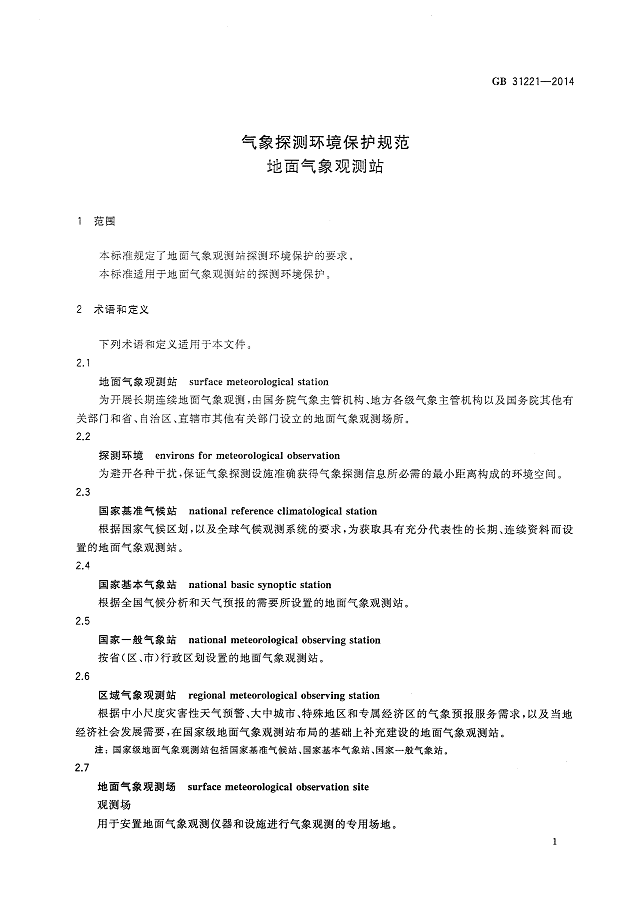 GB 31221—2014
气象探测环境保护规范
地面气象观测站
1 范围
本标准规定了地面气象观测站探测环境保护的要求。
本标准适用于地面气象观测站的探测环境保护。
2 术语和定义
下列术语和定义适用于本文件。
2.1
地面气象观测站 surface meteorological station
为开展长期连续地面气象观测,由国务院气象主管机构、地方各级气象主管机构以及国务院其他有
关部门和省、自治区、直辖市其他有关部门设立的地面气象观测场所。
2.2
探测环境 environs for meteorological observation
为避开各种干扰,保证气象探测设施准确获得气象探测信息所必需的最小距离构成的环境空间。
2.3
国家基准气候站 national reference climatological station
根据国家气候区划,以及全球气候观测系统的要求,为获取具有充分代表性的长期、连续资料而设
置的地面气象观测站。
2.4
国家基本气象站 national basic synoptic station
根据全国气候分析和天气预报的需要所设置的地面气象观测站。
2.5
国家一般气象站 national meteorological observing station
按省(区、市)行政区划设置的地面气象观测站。
2.6
区域气象观测站 regional meteorological observing station
根据中小尺度灾害性天气预警、大中城市、特殊地区和专属经济区的气象预报服务需求,以及当地
经济社会发展需要,在国家级地面气象观测站布局的基础上补充建设的地面气象观测站。
注:国家级地面气象观测站包括国家基准气候站、国家基本气象站、国家一般气象站。
2.7
地面气象观测场 surface meteorological observation site
观测场
用于安置地面气象观测仪器和设施进行气象观测的专用场地。
1